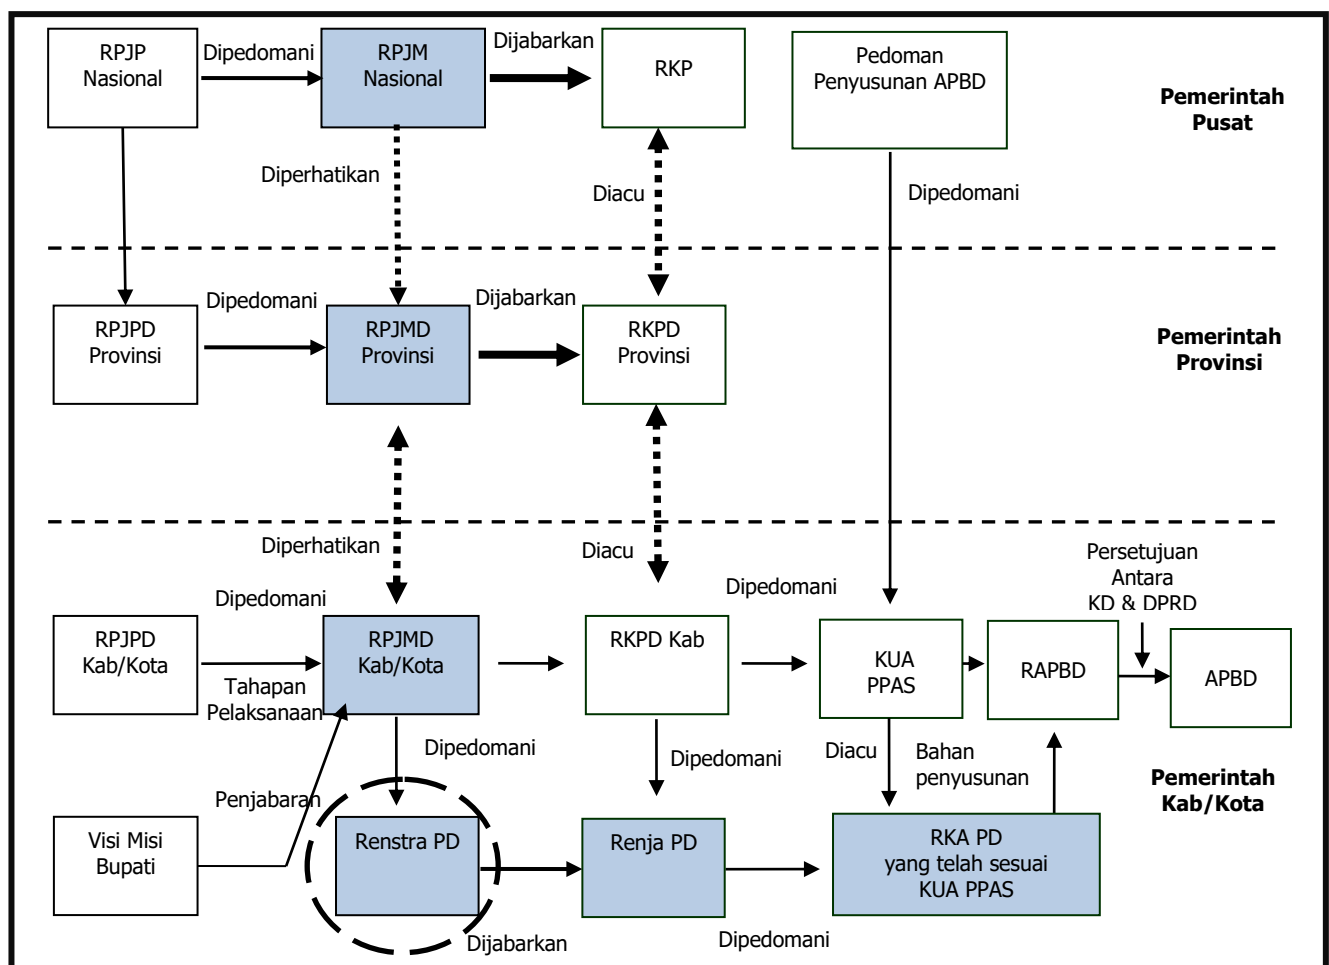 RPJP
Nasional
Dipedomani
RPJM
Nasional
Dijabarkan
RKP
Pedoman
Penyusunan APBD
Pemerintah
Pusat
Diperhatikan
Diacu
Dipedomani
RPJPD
Provinsi
Dipedomani
RPJMD
Provinsi
Dijabarkan
RKPD
Provinsi
Pemerintah
Provinsi
Diperhatikan
Diacu
Dipedomani
Persetujuan
Antara
KD & DPRD
Dipedomani
RPJPD
Kab/Kota
Tahapan
Pelaksanaan
RPJMD
Kab/Kota
RKPD Kab
KUA
PPAS
RAPBD
APBD
Dipedomani
Dipedomani
Diacu
Bahan
penyusunan
Pemerintah
Kab/Kota
Penjabaran
Visi Misi
Bupati
Renstra PD
Renja PD
RKA PD
yang telah sesuai
KUA PPAS
Dijabarkan
Dipedomani